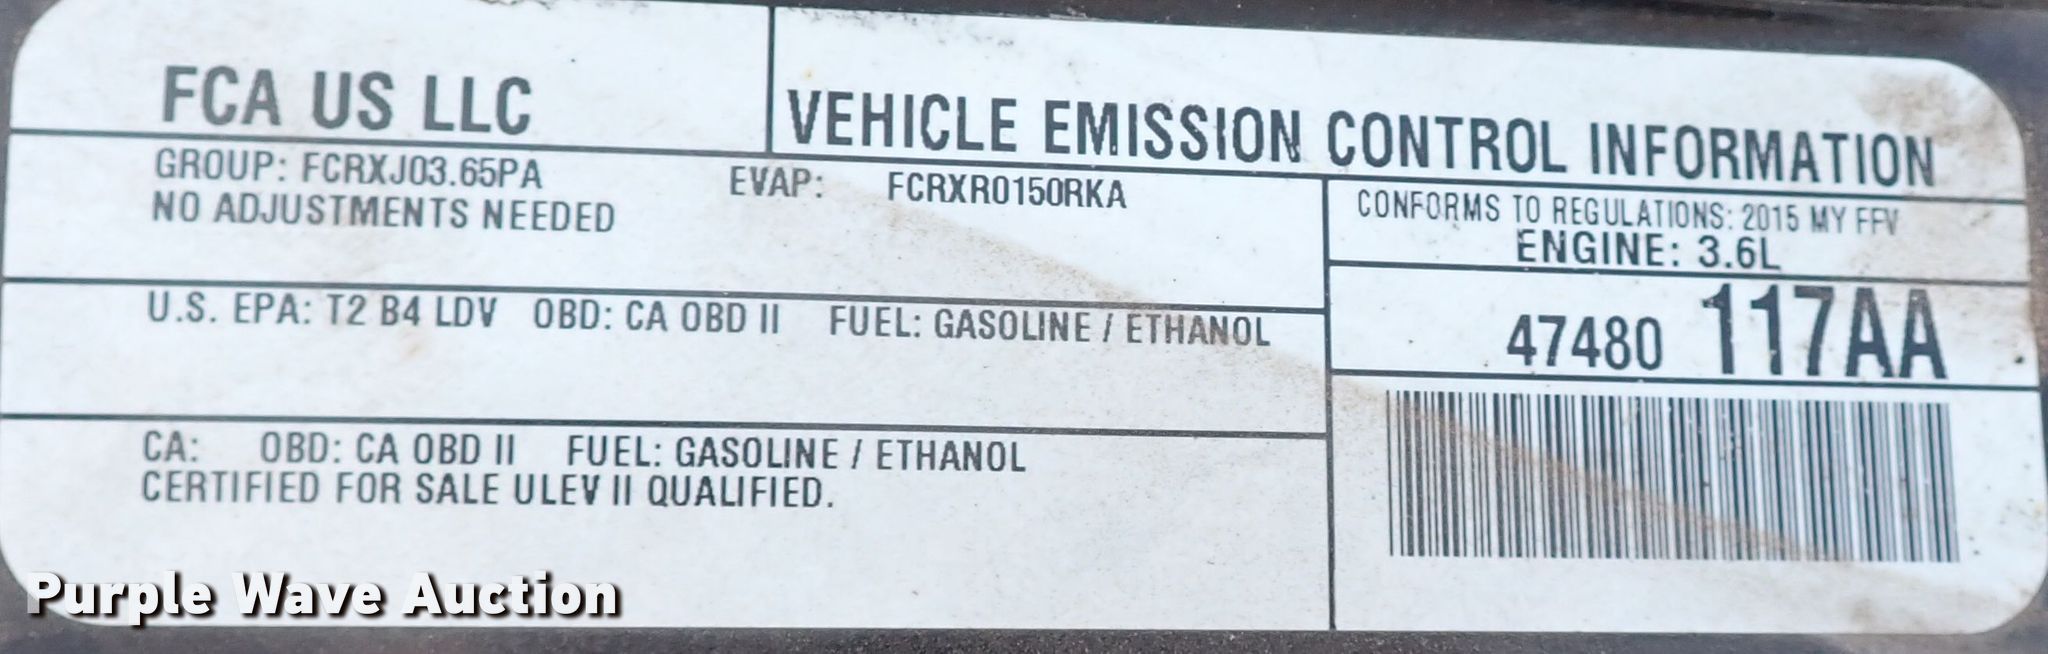 FCA US LLC
VEHICLE EMISSION CONTROL INFORMATION
GROUP: FCRXJ03.65PA EVAP: FCRXR0150RKA
NO ADJUSTMENTS NEEDED
CONFORMS TO REGULATIONS: 2015 MY FFV
ENGINE: 3.6L
U.S. EPA: T2 B4 LDV OBD: CA OBD II FUEL: GASOLINE / ETHANOL
47480 117AA
CA: OBD: CA OBD II FUEL: GASOLINE / ETHANOL
CERTIFIED FOR SALE ULEV II QUALIFIED.
Purple Wave Auction